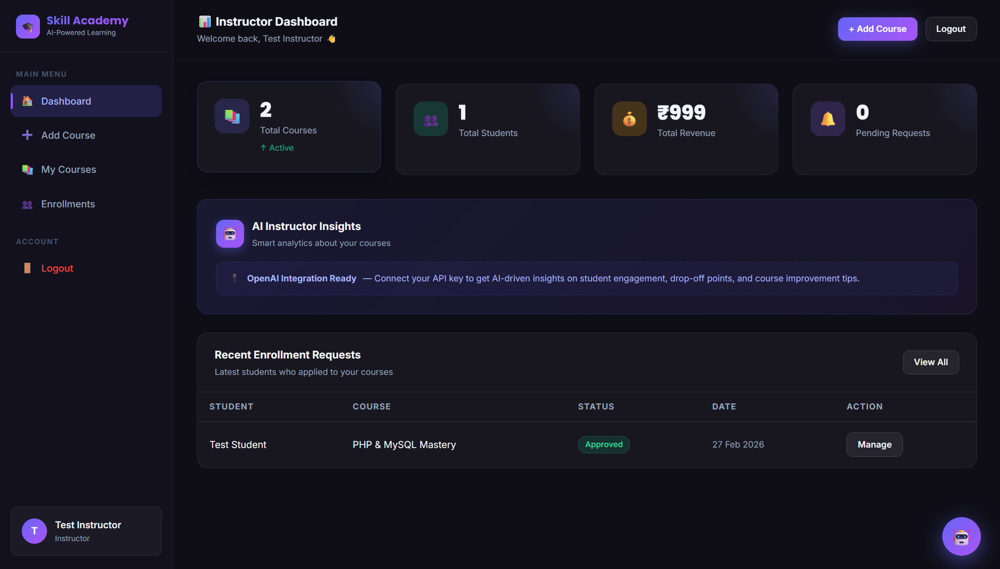 Skill Academy
AI-Powered Learning
MAIN MENU
Dashboard
Add Course
My Courses
Enrollments
ACCOUNT
Logout
Test Instructor
Instructor
T
Instructor Dashboard
Welcome back, Test Instructor 👋
+ Add Course
Logout
2
Total Courses
↑ Active
1
Total Students
₹999
Total Revenue
0
Pending Requests
AI Instructor Insights
Smart analytics about your courses
OpenAI Integration Ready — Connect your API key to get AI-driven insights on student engagement, drop-off points, and course improvement tips.
Recent Enrollment Requests
Latest students who applied to your courses
View All
STUDENT COURSE STATUS DATE ACTION
Test Student PHP & MySQL Mastery Approved 27 Feb 2026 Manage